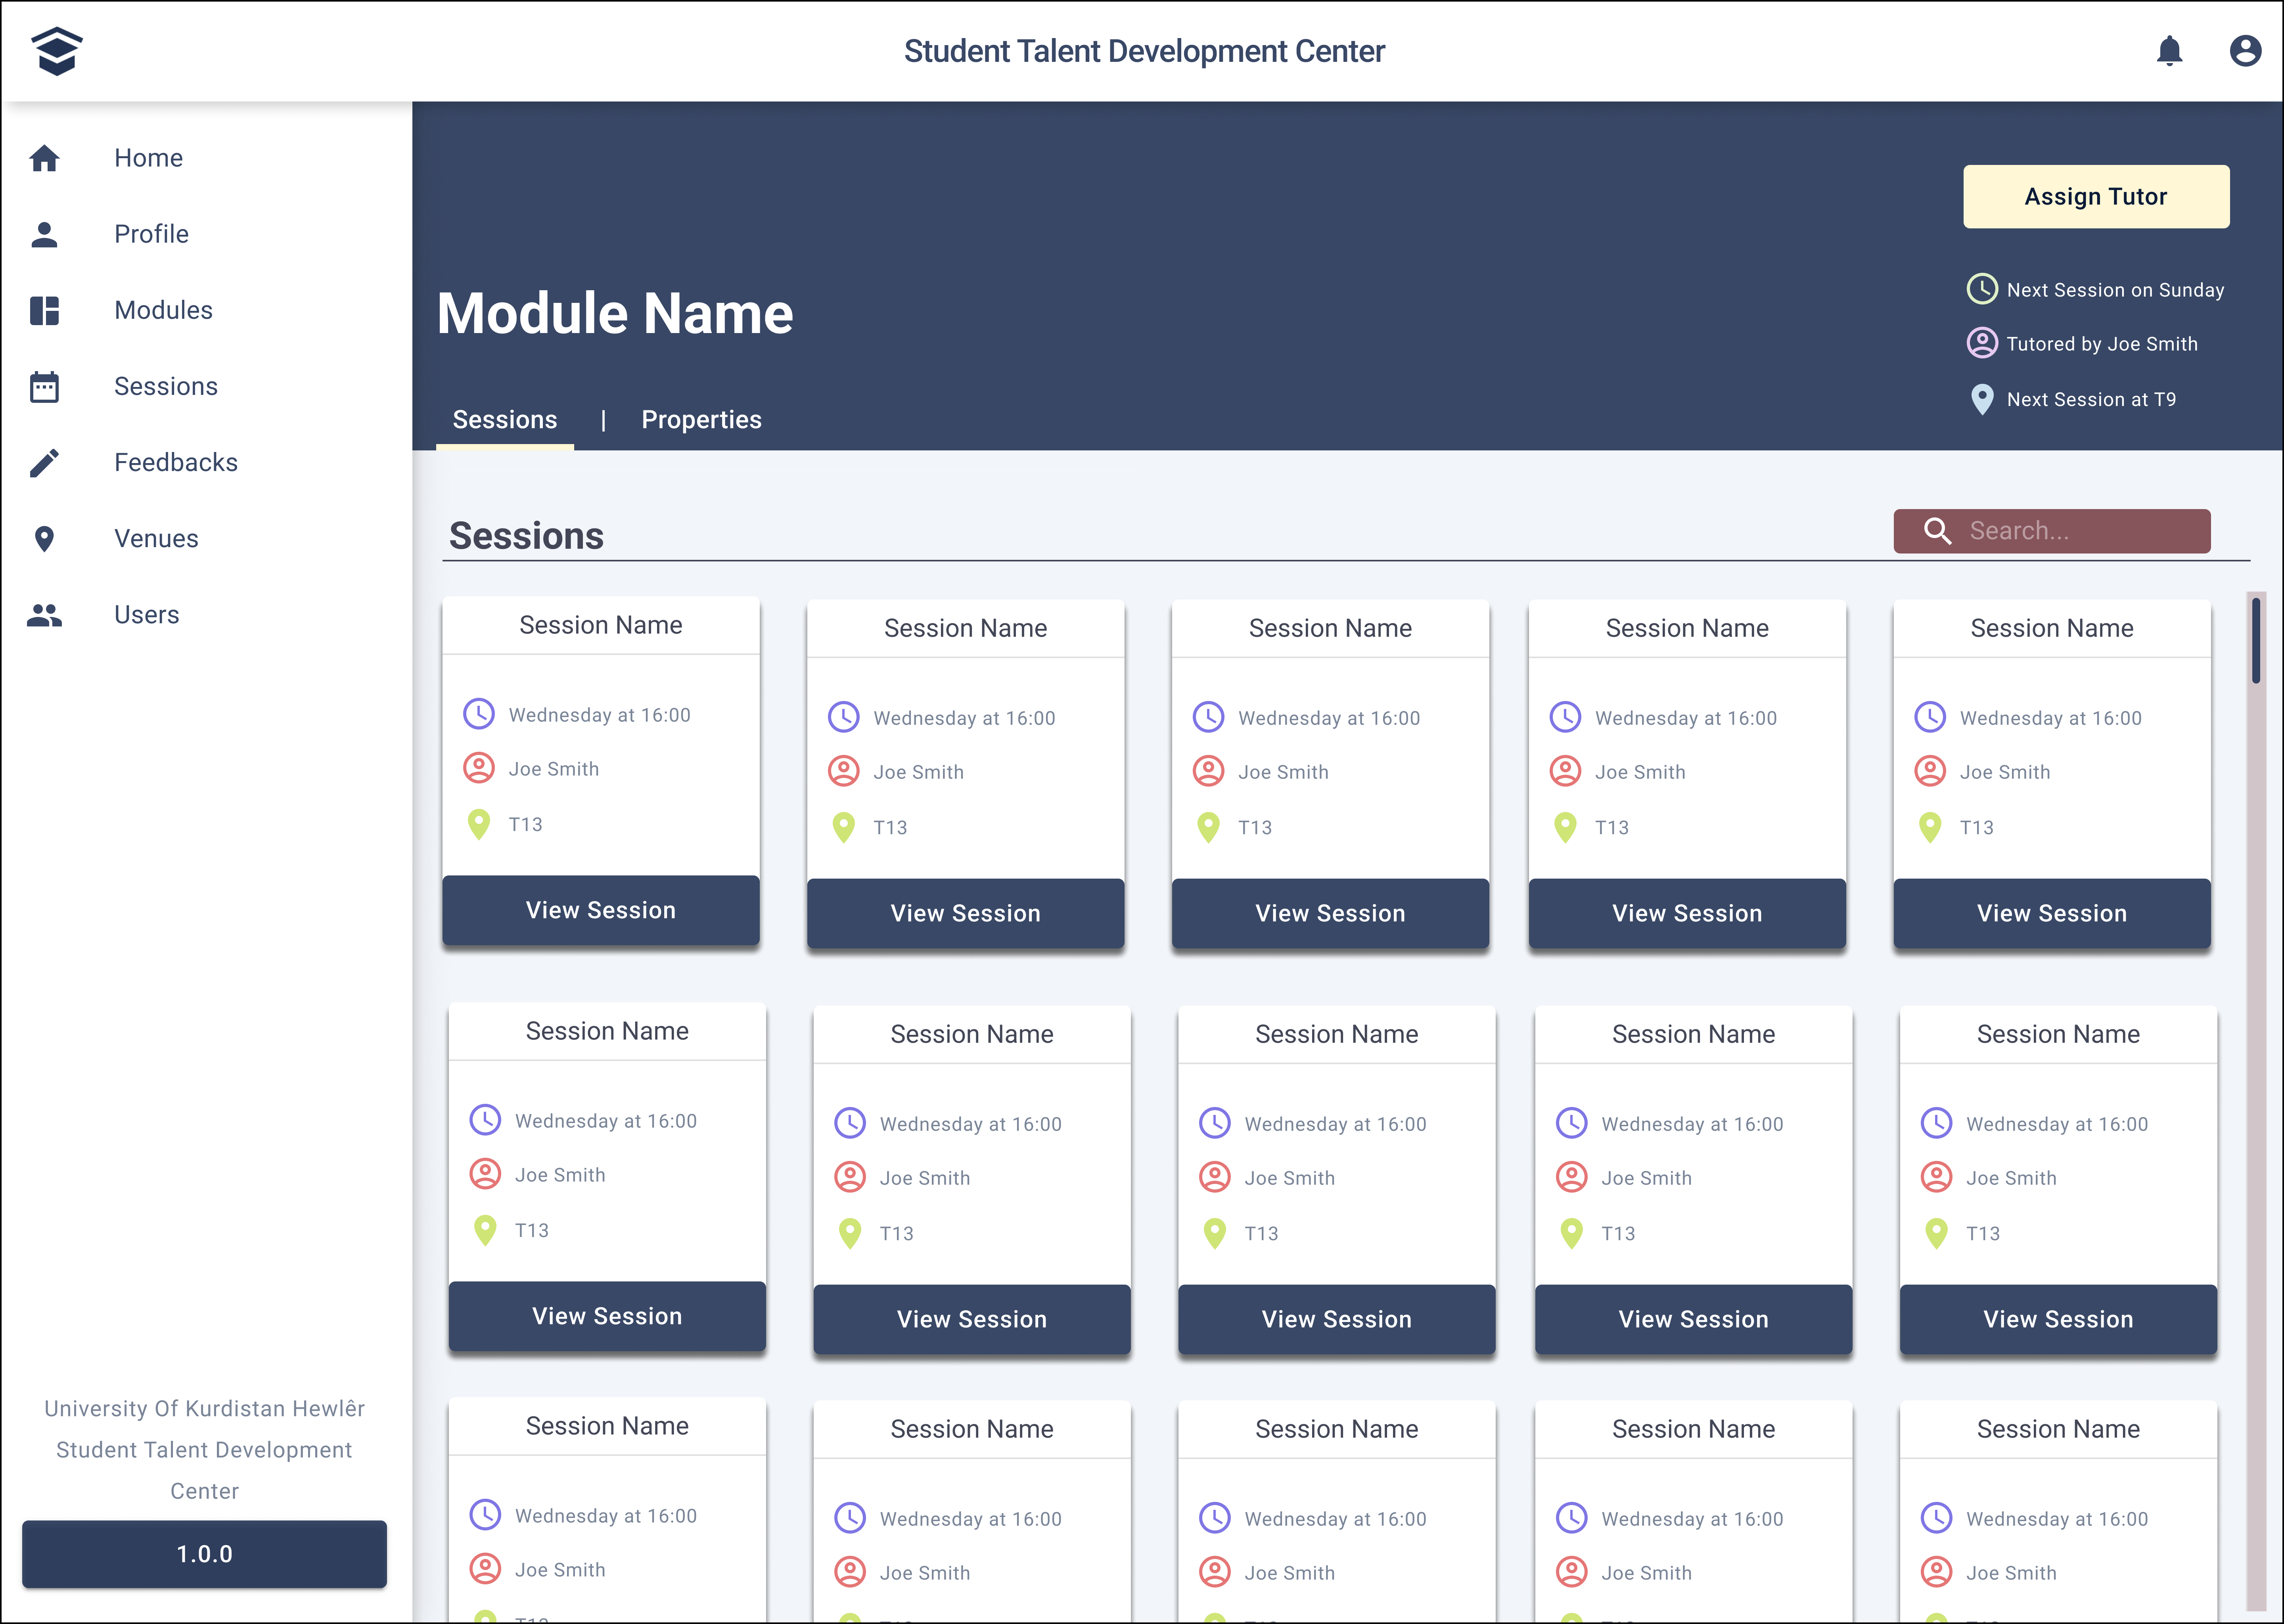 Student Talent Development Center
Home
Profile
Modules
Sessions
Feedbacks
Venues
Users
University Of Kurdistan Hewlêr
Student Talent Development
Center
1.0.0
Assign Tutor
Next Session on Sunday
Tutored by Joe Smith
Next Session at T9
Module Name
Sessions | Properties
Sessions
Search...
Session Name
Wednesday at 16:00
Joe Smith
T13
View Session
Session Name
Wednesday at 16:00
Joe Smith
T13
View Session
Session Name
Wednesday at 16:00
Joe Smith
T13
View Session
Session Name
Wednesday at 16:00
Joe Smith
T13
View Session
Session Name
Wednesday at 16:00
Joe Smith
T13
View Session
Session Name
Wednesday at 16:00
Joe Smith
T13
View Session
Session Name
Wednesday at 16:00
Joe Smith
T13
View Session
Session Name
Wednesday at 16:00
Joe Smith
T13
View Session
Session Name
Wednesday at 16:00
Joe Smith
T13
View Session
Session Name
Wednesday at 16:00
Joe Smith
T13
View Session
Session Name
Wednesday at 16:00
Joe Smith
Session Name
Wednesday at 16:00
Joe Smith
Session Name
Wednesday at 16:00
Joe Smith
Session Name
Wednesday at 16:00
Joe Smith
Session Name
Wednesday at 16:00
Joe Smith